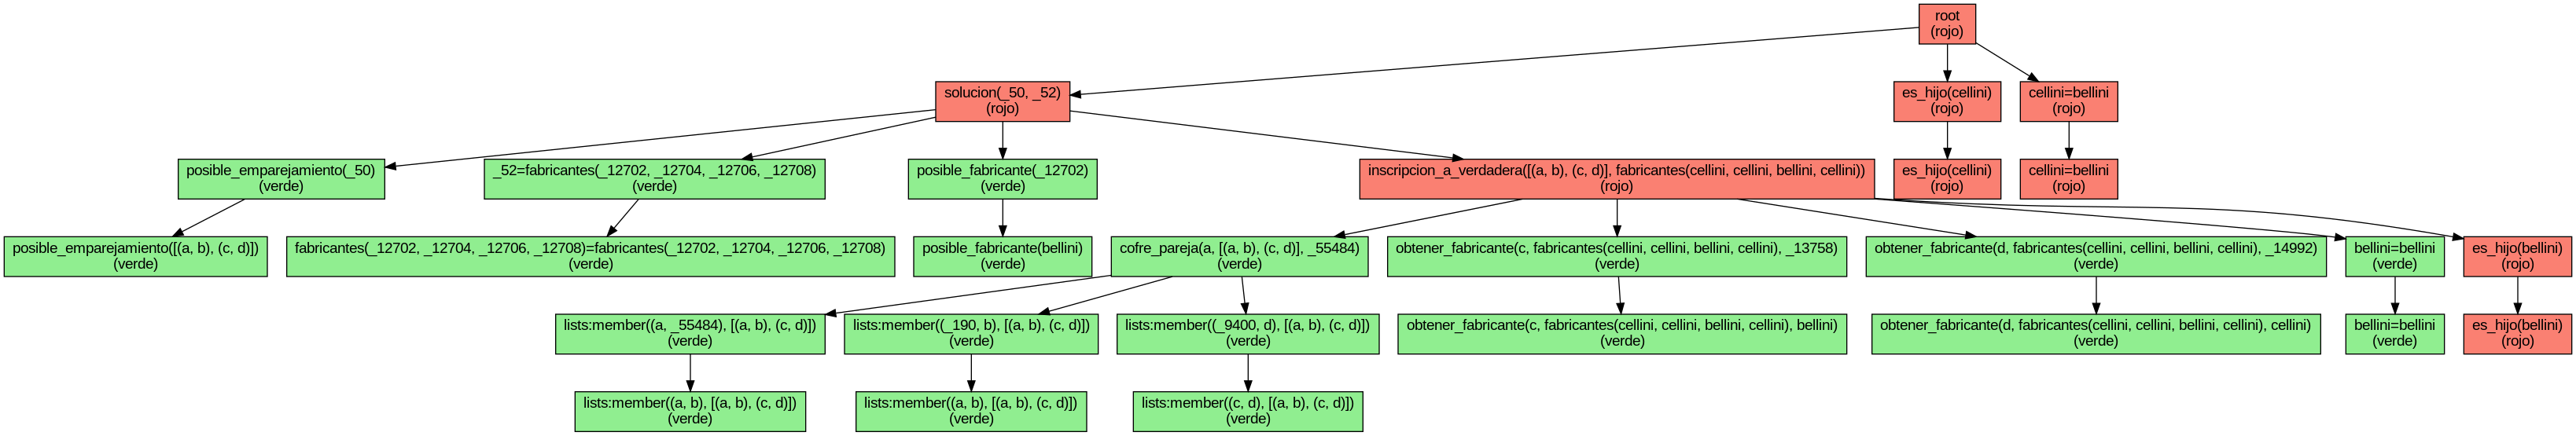 root
(rojo)
solucion(_50, _52)
(rojo)
es_hijo(cellini)
(rojo)
cellini=bellini
(rojo)
posible_emparejamiento(_50)
(verde)
_52=fabricantes(_12702, _12704, _12706, _12708)
(verde)
posible_fabricante(_12702)
(verde)
inscripcion_a_verdadera([(a, b), (c, d)], fabricantes(cellini, cellini, bellini, cellini))
(rojo)
es_hijo(cellini)
(rojo)
cellini=bellini
(rojo)
posible_emparejamiento([(a, b), (c, d)])
(verde)
fabricantes(_12702, _12704, _12706, _12708)=fabricantes(_12702, _12704, _12706, _12708)
(verde)
posible_fabricante(bellini)
(verde)
cofre_pareja(a, [(a, b), (c, d)], _55484)
(verde)
obtener_fabricante(c, fabricantes(cellini, cellini, bellini, cellini), _13758)
(verde)
obtener_fabricante(d, fabricantes(cellini, cellini, bellini, cellini), _14992)
(verde)
bellini=bellini
(verde)
es_hijo(bellini)
(rojo)
lists:member((a, _55484), [(a, b), (c, d)])
(verde)
lists:member((_190, b), [(a, b), (c, d)])
(verde)
lists:member((_9400, d), [(a, b), (c, d)])
(verde)
obtener_fabricante(c, fabricantes(cellini, cellini, bellini, cellini), bellini)
(verde)
obtener_fabricante(d, fabricantes(cellini, cellini, bellini, cellini), cellini)
(verde)
bellini=bellini
(verde)
es_hijo(bellini)
(rojo)
lists:member((a, b), [(a, b), (c, d)])
(verde)
lists:member((a, b), [(a, b), (c, d)])
(verde)
lists:member((c, d), [(a, b), (c, d)])
(verde)